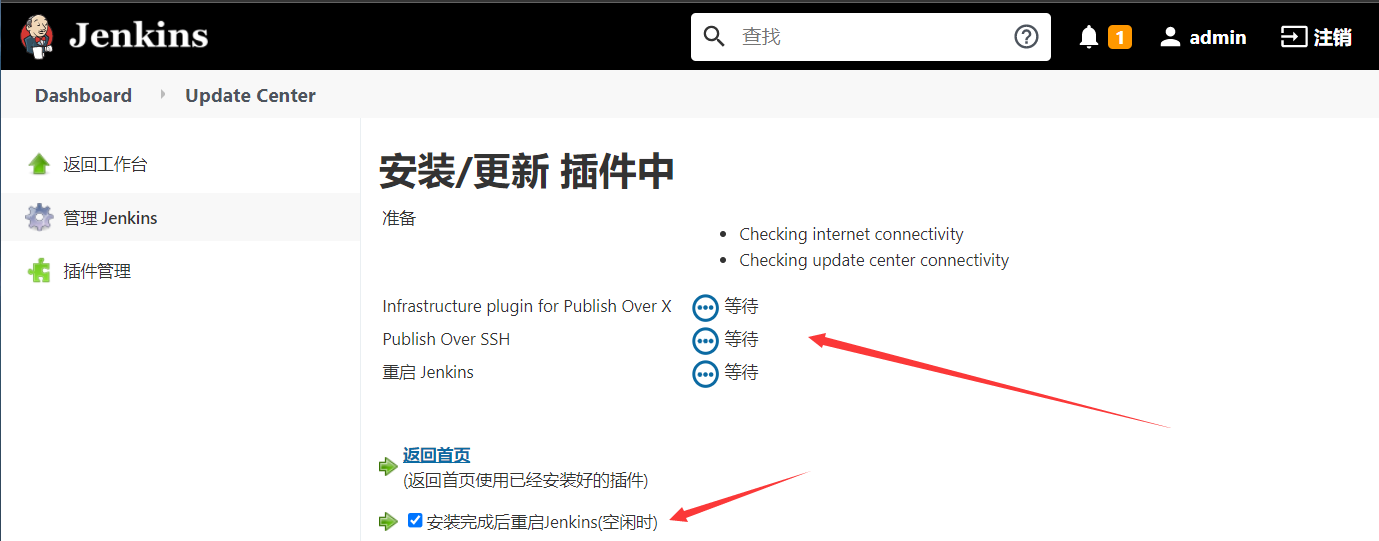 Jenkins
查找
1
admin
注销
Dashboard
Update Center
返回工作台
管理 Jenkins
插件管理
安装/更新 插件中
准备
Checking internet connectivity
Checking update center connectivity
Infrastructure plugin for Publish Over X
等待
Publish Over SSH
等待
重启 Jenkins
等待
返回首页
(返回首页使用已经安装好的插件)
安装完成后重启Jenkins(空闲时)